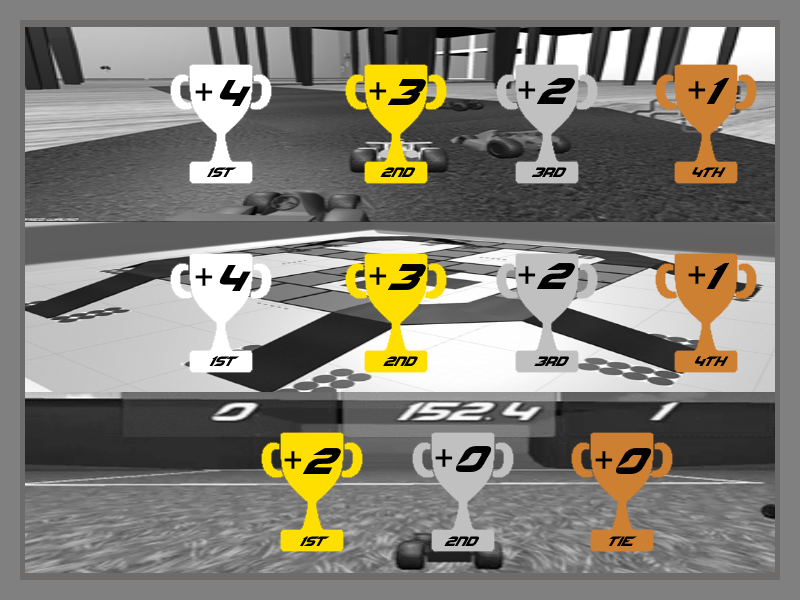 +4 +3 +2 +1
1ST 2ND 3RD 4TH
+4 +3 +2 +1
1ST 2ND 3RD 4TH
0 152.4 1
+2 +0 +0
1ST 2ND TIE